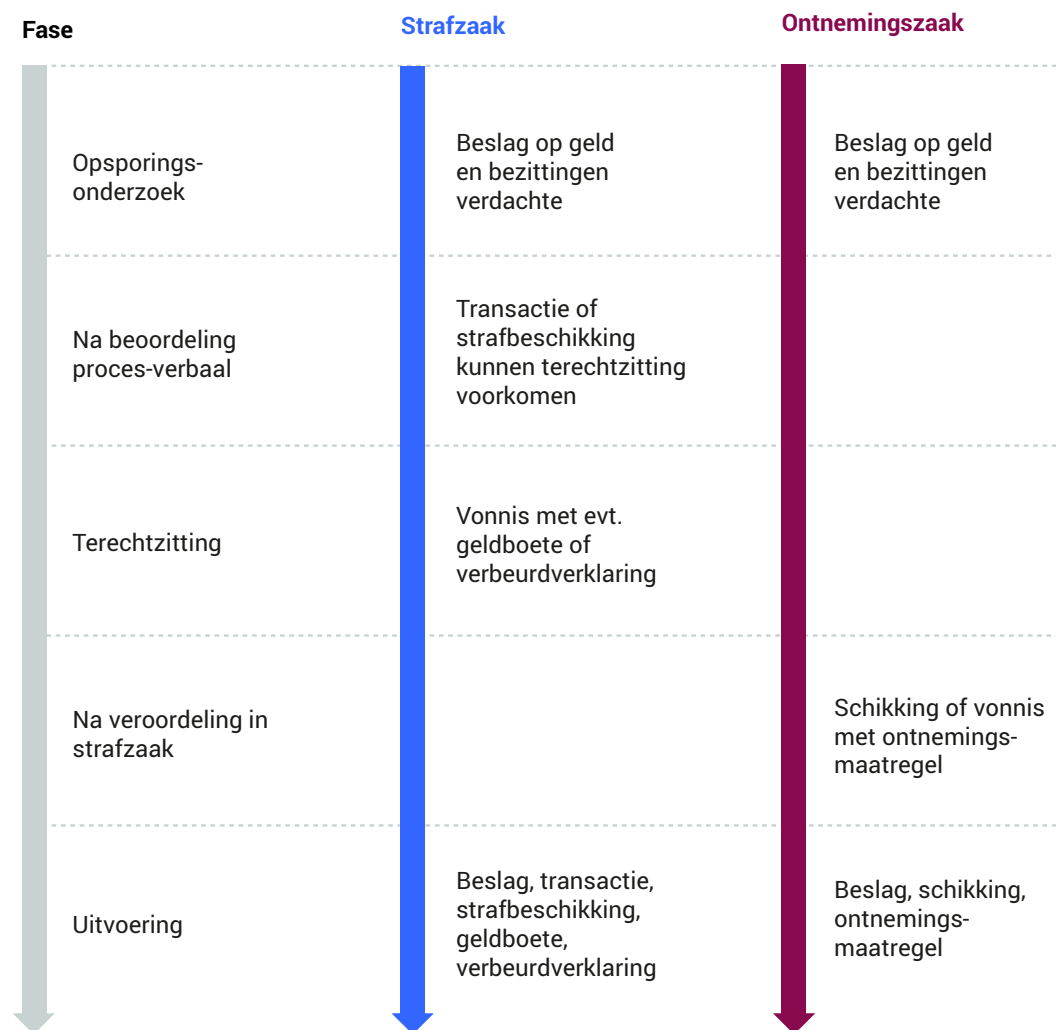 Fase
Strafzaak
Ontnemingszaak
Opsporings-
onderzoek
Beslag op geld
en bezittingen
verdachte
Beslag op geld
en bezittingen
verdachte
Na beoordeling
proces-verbaal
Transactie of
strafbeschikking
kunnen terechtzitting
voorkomen
Terechtzitting
Vonnis met evt.
geldboete of
verbeurdverklaring
Na veroordeling in
strafzaak
Schikking of vonnis
met ontnemings-
maatregel
Uitvoering
Beslag, transactie,
strafbeschikking,
geldboete,
verbeurdverklaring
Beslag, schikking,
ontnemings-
maatregel